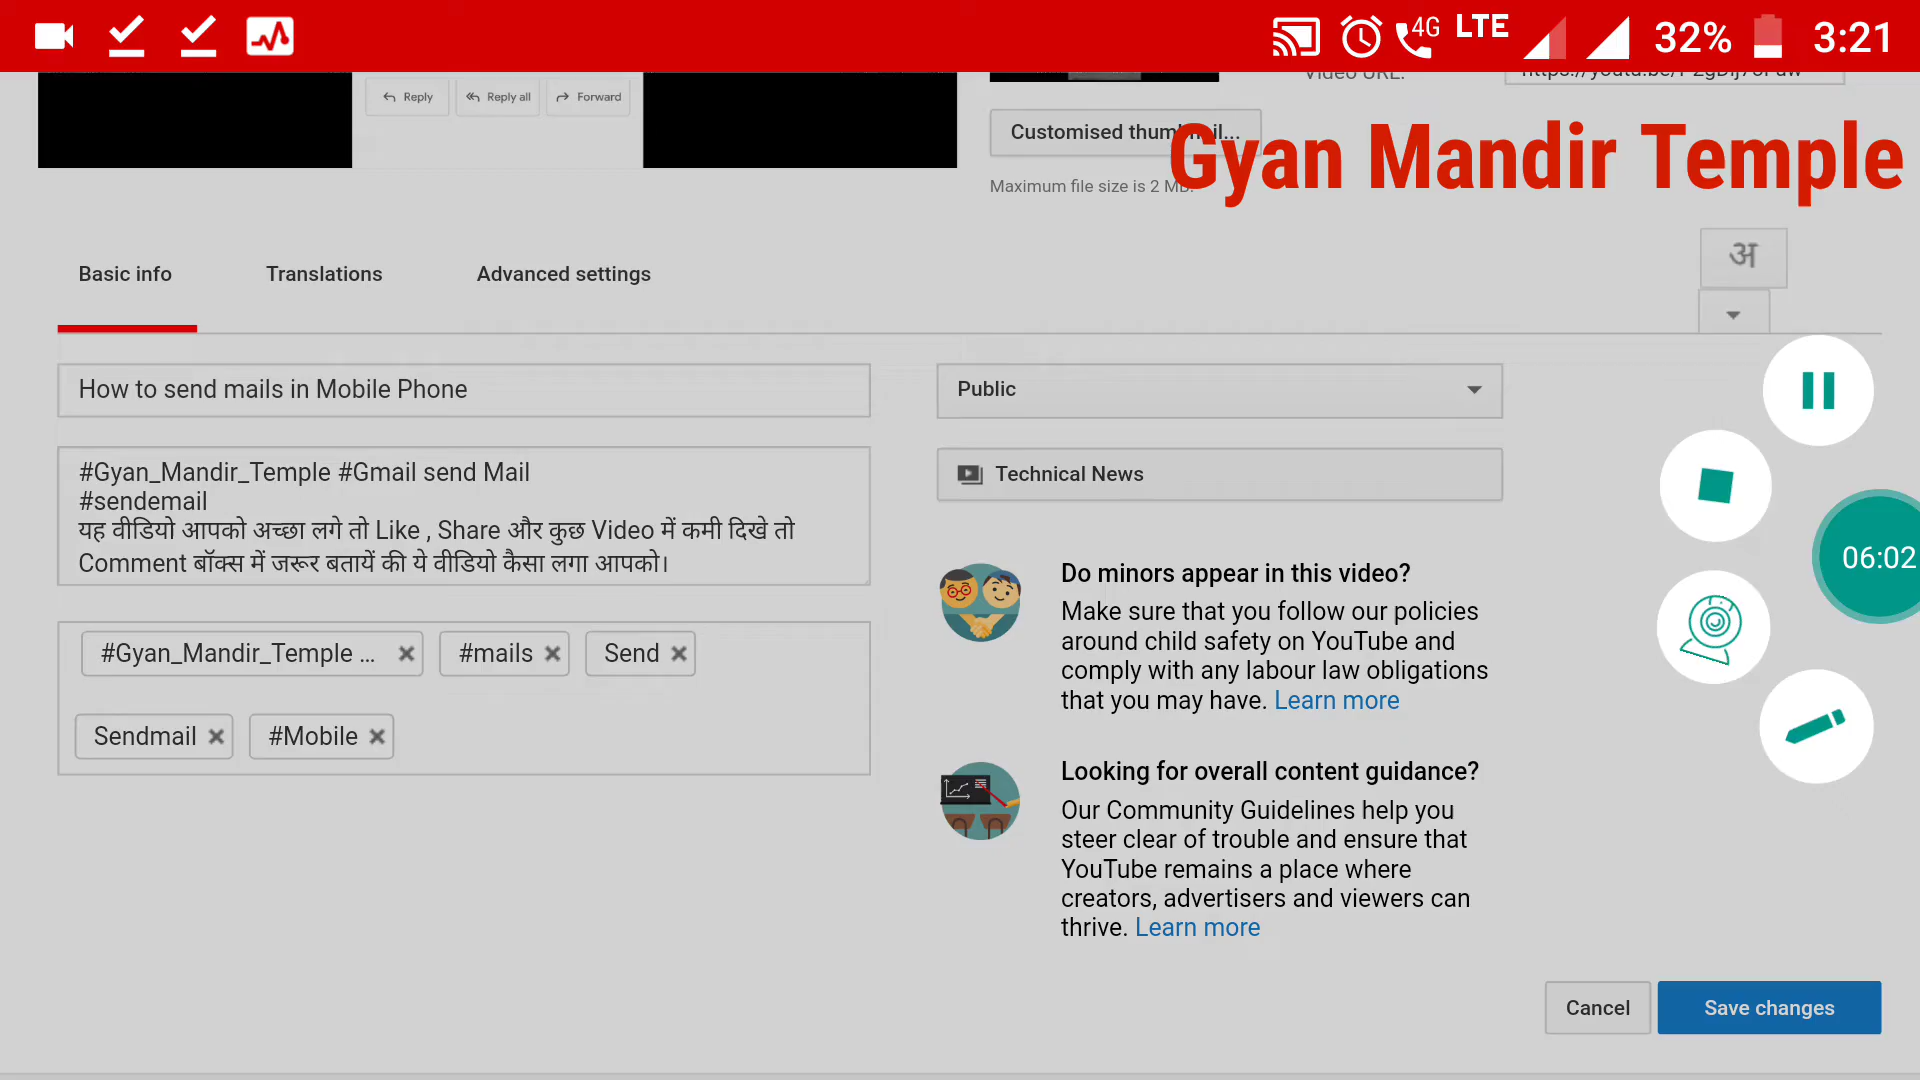 4G LTE 32% 3:21
Reply Reply all Forward
Video URL:
Customised thumbnail...
Gyan Mandir Temple
Maximum file size is 2 MB.
Basic info Translations Advanced settings
अ
How to send mails in Mobile Phone
Public
#Gyan_Mandir_Temple #Gmail send Mail
#sendemail
यह वीडियो आपको अच्छा लगे तो Like , Share और कुछ Video में कमी दिखे तो
Comment बॉक्स में जरूर बतायें की ये वीडियो कैसा लगा आपको।
Technical News
06:02
#Gyan_Mandir_Temple ... #mails Send
Sendmail #Mobile
Do minors appear in this video?
Make sure that you follow our policies
around child safety on YouTube and
comply with any labour law obligations
that you may have. Learn more
Looking for overall content guidance?
Our Community Guidelines help you
steer clear of trouble and ensure that
YouTube remains a place where
creators, advertisers and viewers can
thrive. Learn more
Cancel Save changes